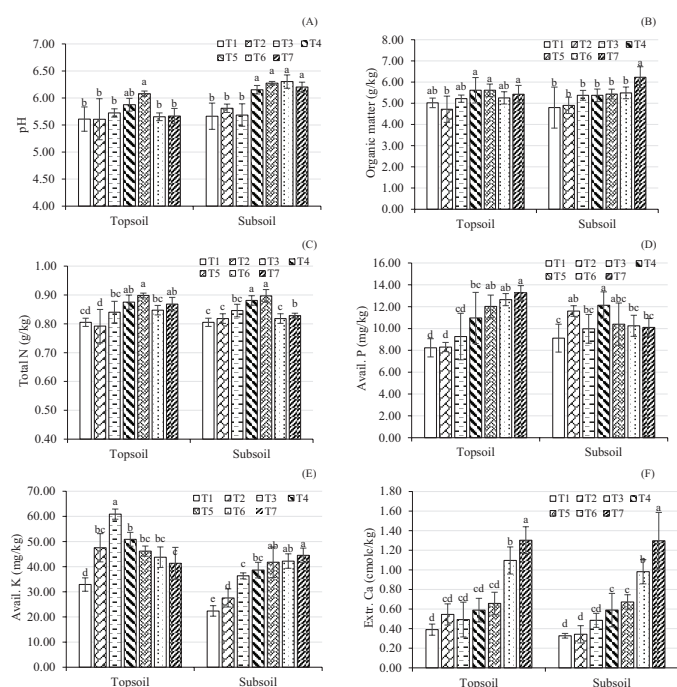 (A)
T1 T2 T3 T4
T5 T6 T7
7.00
6.50
6.00
5.50
5.00
4.50
4.00
pH
b b ab ab a b b
b b b a a a a
Topsoil Subsoil
(B)
T1 T2 T3 T4
T5 T6 T7
8.00
7.00
6.00
5.00
4.00
3.00
2.00
1.00
0.00
Organic matter (g/kg)
ab b ab a a ab a
b b b b b b a
Topsoil Subsoil
(C)
T1 T2 T3 T4
T5 T6 T7
1.00
0.90
0.80
0.70
0.60
0.50
0.40
Total N (g/kg)
cd d bc ab a bc ab
c c bc ab a c bc
Topsoil Subsoil
(D)
T1 T2 T3 T4
T5 T6 T7
16.00
14.00
12.00
10.00
8.00
6.00
4.00
2.00
0.00
Avail. P (mg/kg)
d d cd bc ab ab a
c ab bc a abc bc bc
Topsoil Subsoil
(E)
T1 T2 T3 T4
T5 T6 T7
70.00
60.00
50.00
40.00
30.00
20.00
10.00
0.00
Avail. K (mg/kg)
d bc a b bc bc c
e d c bc ab ab a
Topsoil Subsoil
(F)
T1 T2 T3 T4
T5 T6 T7
1.80
1.60
1.40
1.20
1.00
0.80
0.60
0.40
0.20
0.00
Extr. Ca (cmolc/kg)
d cd cd cd c b a
d d cd c c b a
Topsoil Subsoil